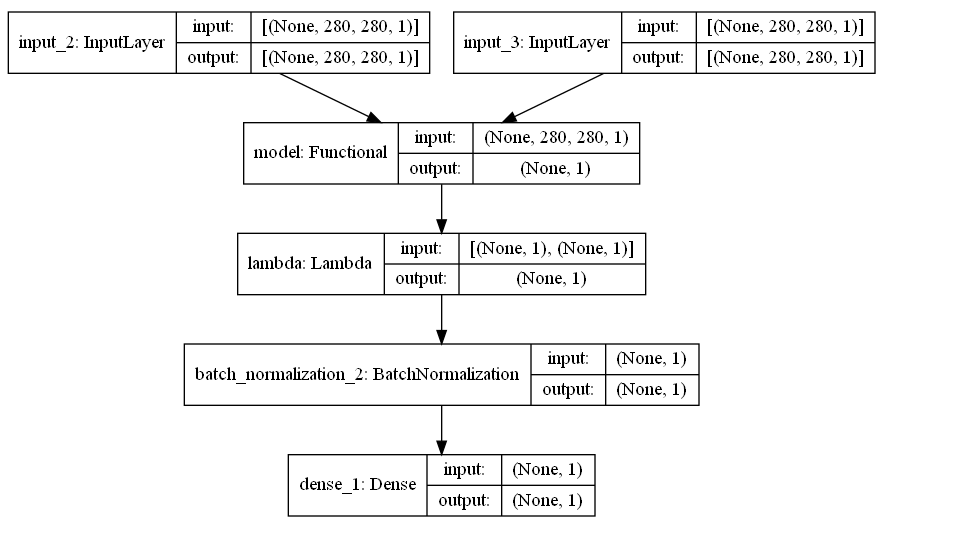 input_2: InputLayer
input: [(None, 280, 280, 1)]
output: [(None, 280, 280, 1)]
input_3: InputLayer
input: [(None, 280, 280, 1)]
output: [(None, 280, 280, 1)]
model: Functional
input: (None, 280, 280, 1)
output: (None, 1)
lambda: Lambda
input: [(None, 1), (None, 1)]
output: (None, 1)
batch_normalization_2: BatchNormalization
input: (None, 1)
output: (None, 1)
dense_1: Dense
input: (None, 1)
output: (None, 1)